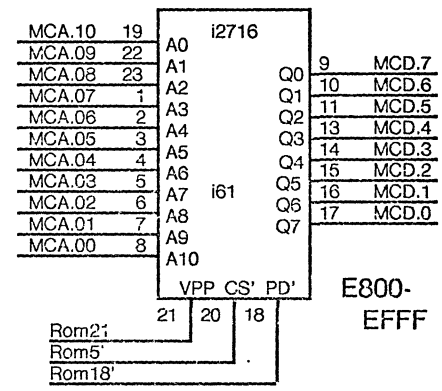 i2716
MCA.10 19 A0
MCA.09 22 A1
MCA.08 23 A2
MCA.07 1 A3
MCA.06 2 A4
MCA.05 3 A5
MCA.04 4 A6
MCA.03 5 A7
MCA.02 6 A8
MCA.01 7 A9
MCA.00 8 A10
Q0 9 MCD.7
Q1 10 MCD.6
Q2 11 MCD.5
Q3 13 MCD.4
Q4 14 MCD.3
Q5 15 MCD.2
Q6 16 MCD.1
Q7 17 MCD.0
i61
VPP CS' PD'
21 20 18
Rom21
Rom5'
Rom18'
E800-
EFFF